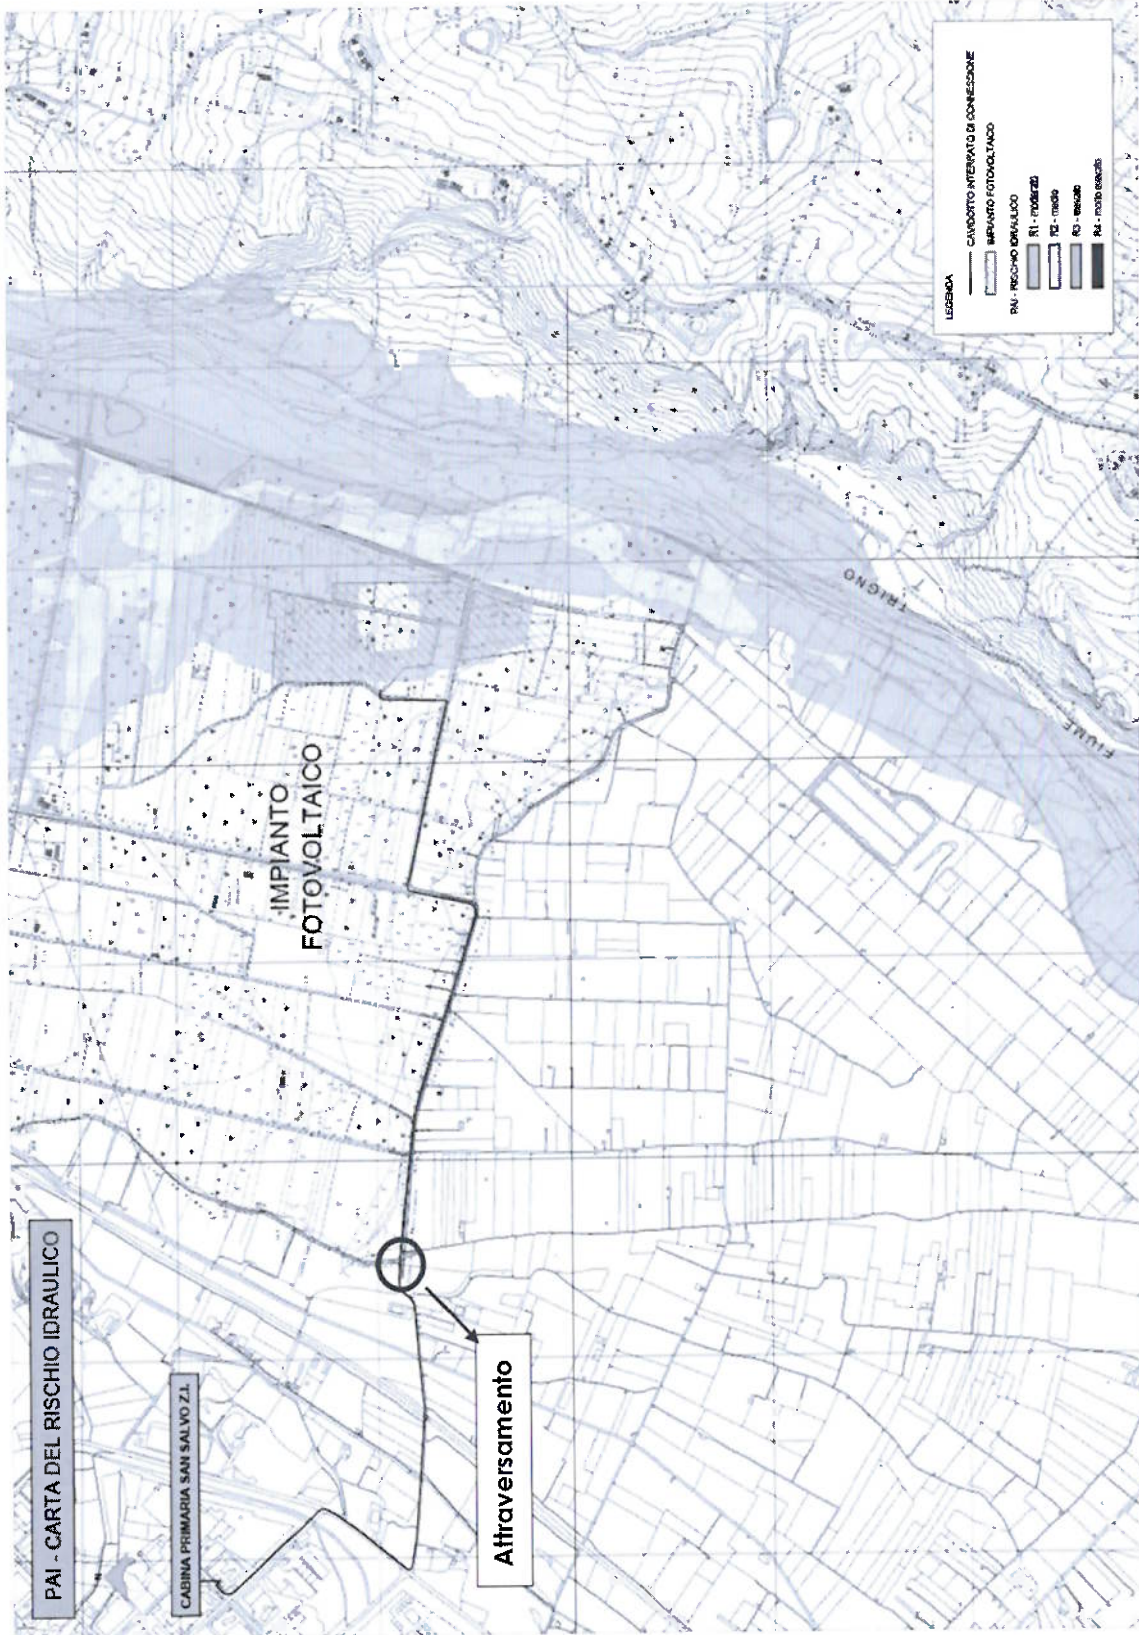 PAI - CARTA DEL RISCHIO IDRAULICO
CABINA PRIMARIA SAN SALVO Z.I.
Attraversamento
IMPIANTO
FOTOVOLTAICO
FIUME
TRIGNO
LEGENDA
CAVIDOTTO INTERRATO DI CONNESSIONE
IMPIANTO FOTOVOLTAICO
PAI - RISCHIO IDRAULICO
R1 - moderato
R2 - medio
R3 - elevato
R4 - molto elevato